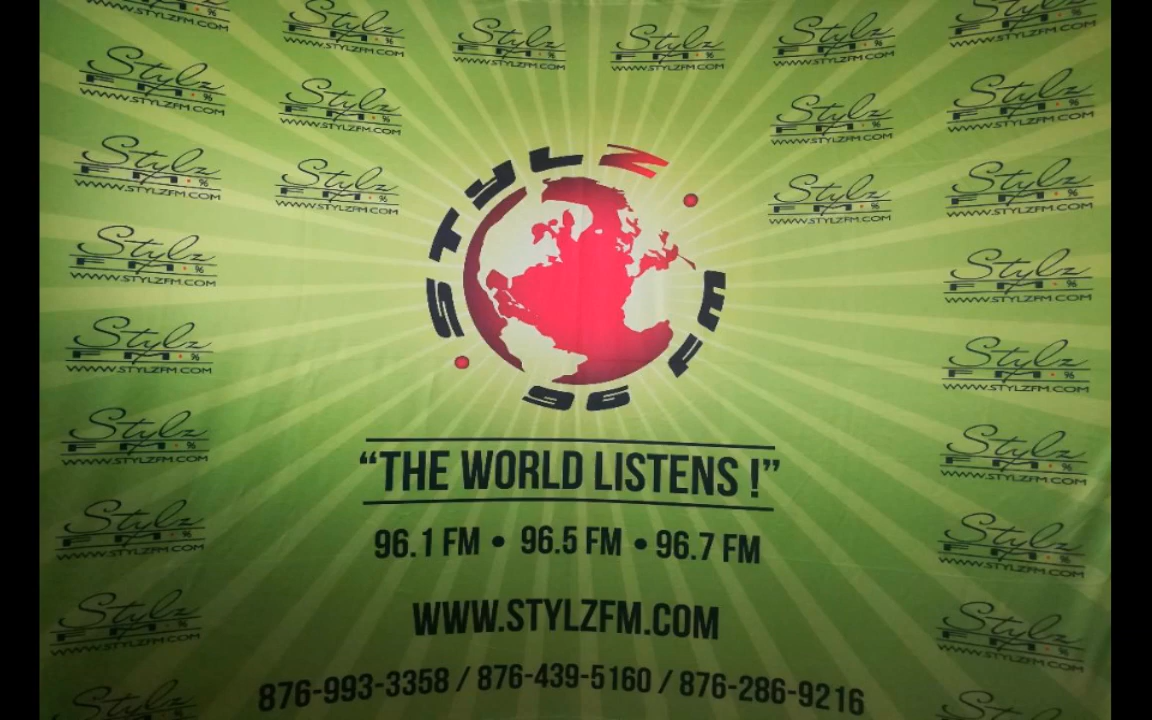 Stylz
FM 96
WWW.STYLZFM.COM
STYLZ
FM
96
“THE WORLD LISTENS !”
96.1 FM • 96.5 FM • 96.7 FM
WWW.STYLZFM.COM
876-993-3358 / 876-439-5160 / 876-286-9216